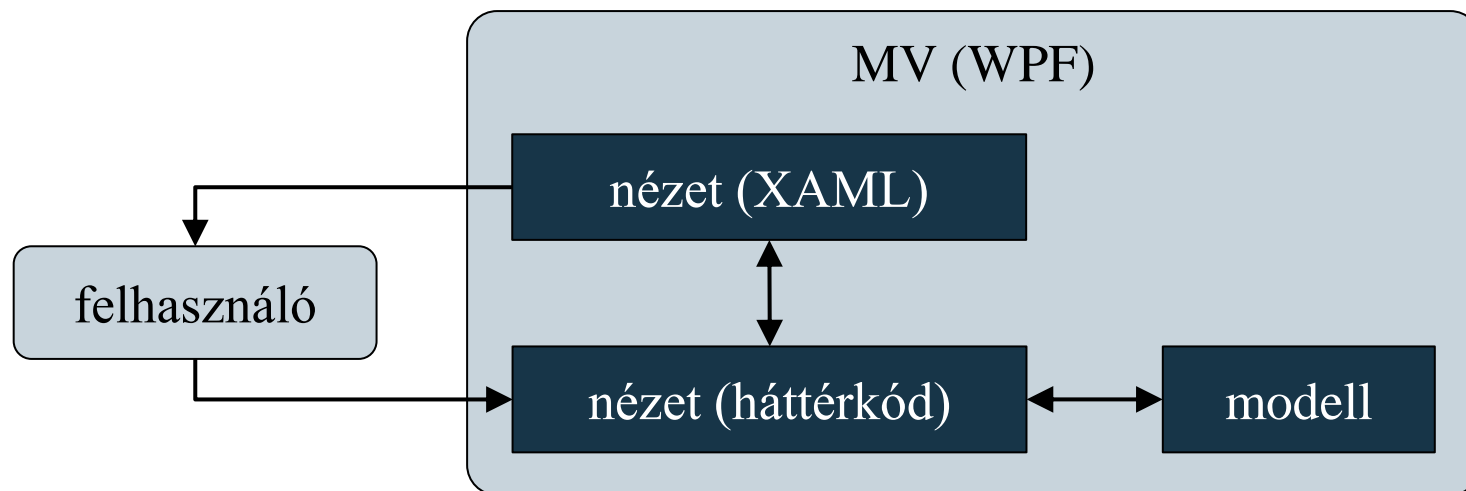 MV (WPF)
nézet (XAML)
felhasználó
nézet (háttérkód)
modell